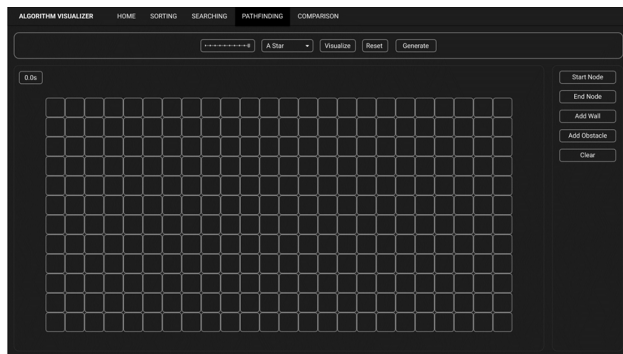 ALGORITHM VISUALIZER HOME SORTING SEARCHING PATHFINDING COMPARISON
A Star Visualize Reset Generate
0.0s
Start Node
End Node
Add Wall
Add Obstacle
Clear